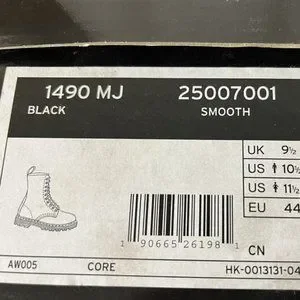 1490 MJ 25007001
BLACK SMOOTH
UK 9½
US 10½
US 11½
EU 44
1 90665 26198 1
CN
AW005 CORE HK-0013131-04